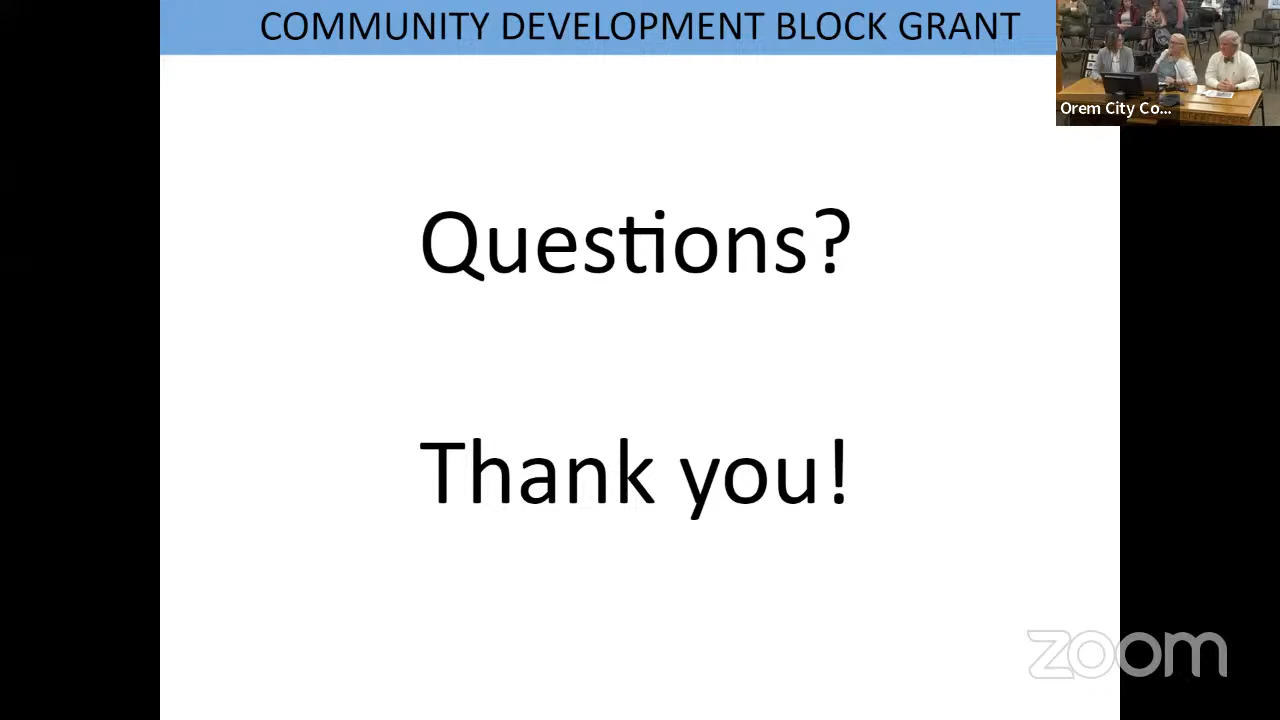 COMMUNITY DEVELOPMENT BLOCK GRANT
Orem City Co...
Questions?
Thank you!
zoom